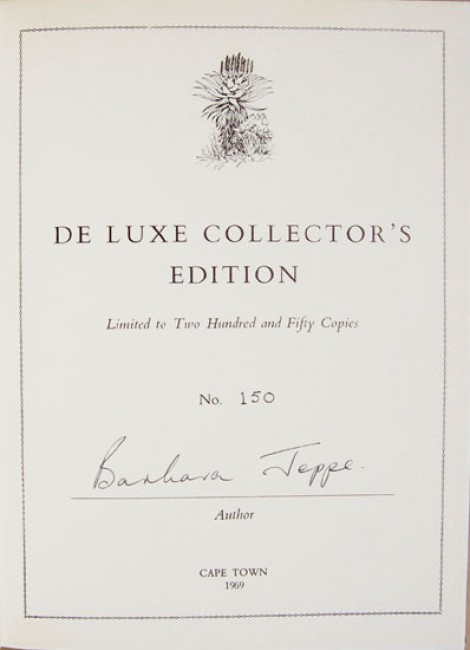 DE LUXE COLLECTOR'S
EDITION
Limited to Two Hundred and Fifty Copies
No. 150
Barbara Jeppe.
Author
CAPE TOWN
1969